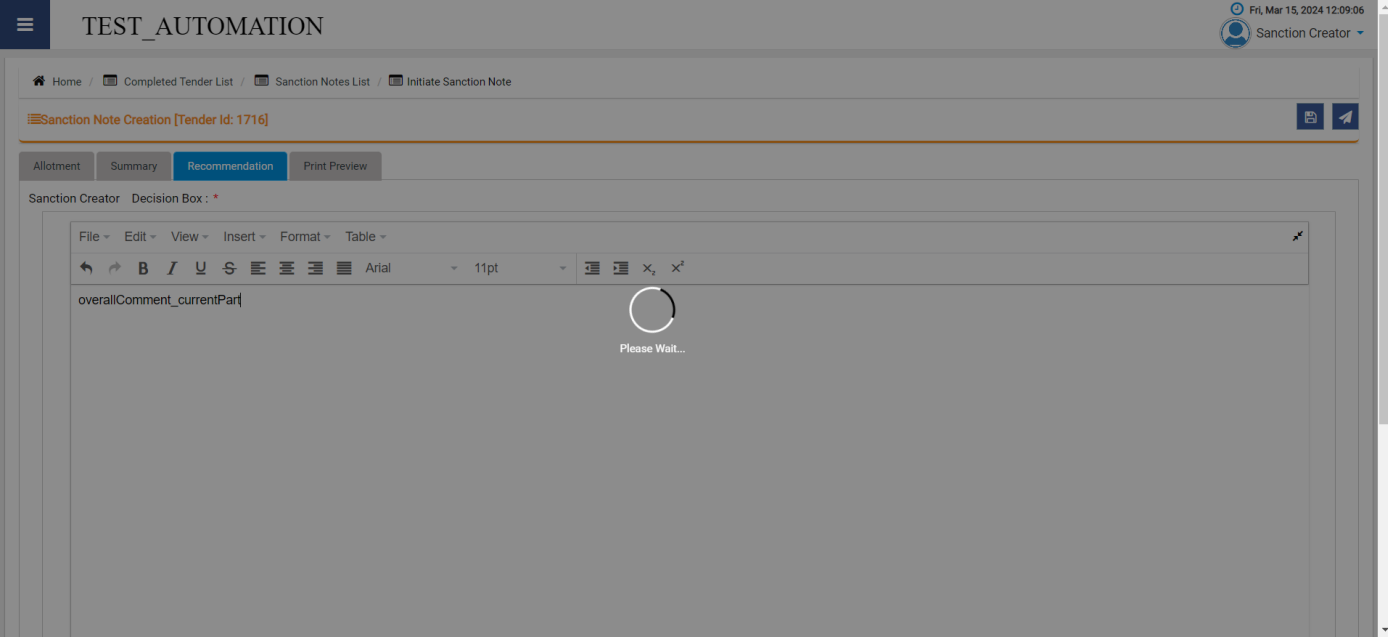 TEST_AUTOMATION
Fri, Mar 15, 2024 12:09:06
Sanction Creator
Home / Completed Tender List / Sanction Notes List / Initiate Sanction Note
Sanction Note Creation [Tender Id: 1716]
Allotment Summary Recommendation Print Preview
Sanction Creator Decision Box : *
File Edit View Insert Format Table
B I U S Arial 11pt X₂ X²
overallComment_currentPart
Please Wait...